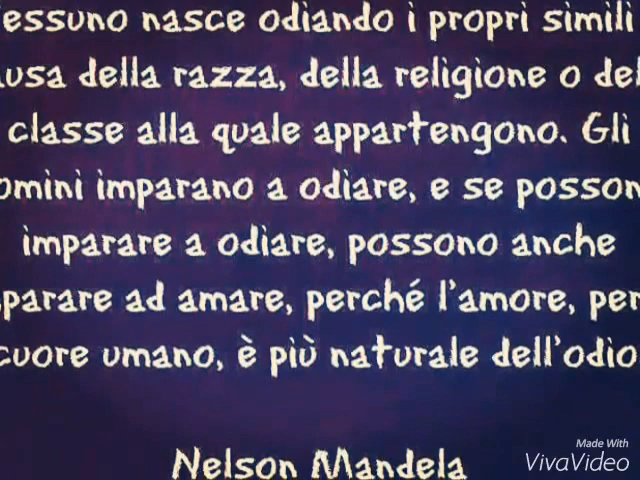 essuno nasce odiando i propri simili
usa della razza, della religione o del
classe alla quale appartengono. Gli
omini imparano a odiare, e se posson
imparare a odiare, possono anche
parare ad amare, perché l'amore, per
cuore umano, è più naturale dell'odio
Nelson Mandela
Made With
VivaVideo